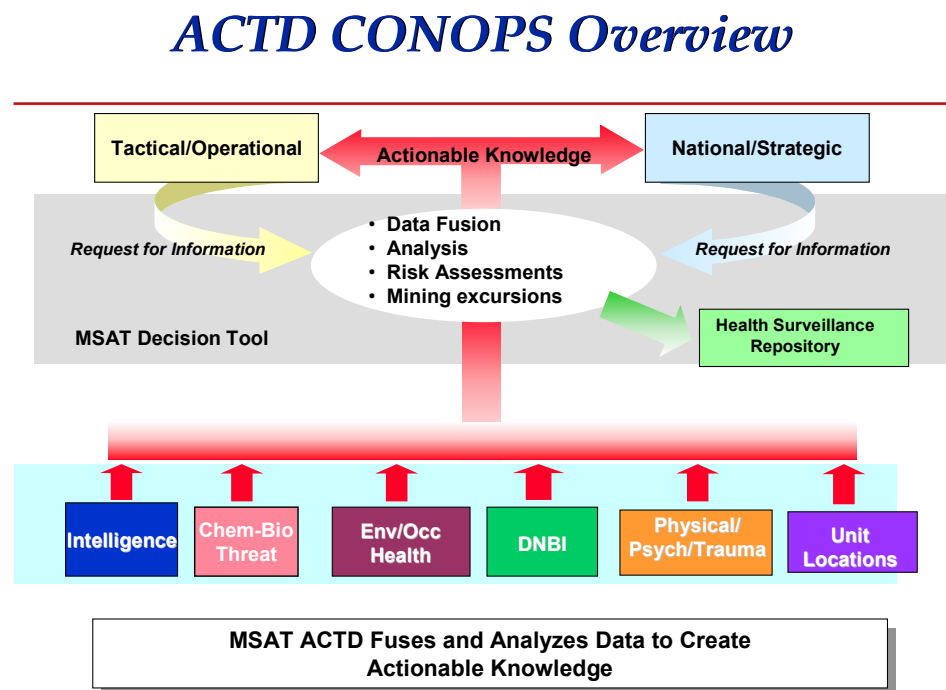 ACTD CONOPS Overview
Tactical/Operational
Actionable Knowledge
National/Strategic
Request for Information
• Data Fusion
• Analysis
• Risk Assessments
• Mining excursions
Request for Information
MSAT Decision Tool
Health Surveillance
Repository
Intelligence
Chem-Bio
Threat
Env/Occ
Health
DNBI
Physical/
Psych/Trauma
Unit
Locations
MSAT ACTD Fuses and Analyzes Data to Create
Actionable Knowledge